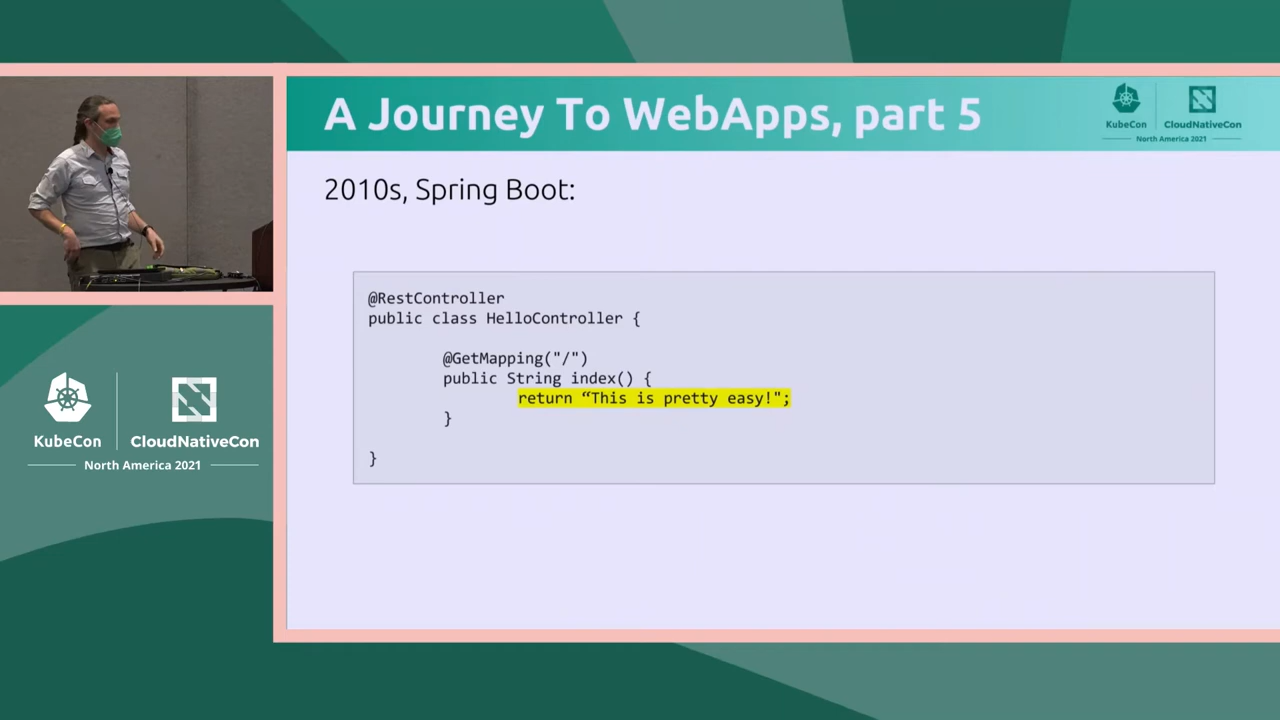 A Journey To WebApps, part 5
KubeCon
CloudNativeCon
North America 2021
2010s, Spring Boot:
@RestController
public class HelloController {
@GetMapping("/")
public String index() {
return “This is pretty easy!";
}
}
KubeCon
CloudNativeCon
North America 2021